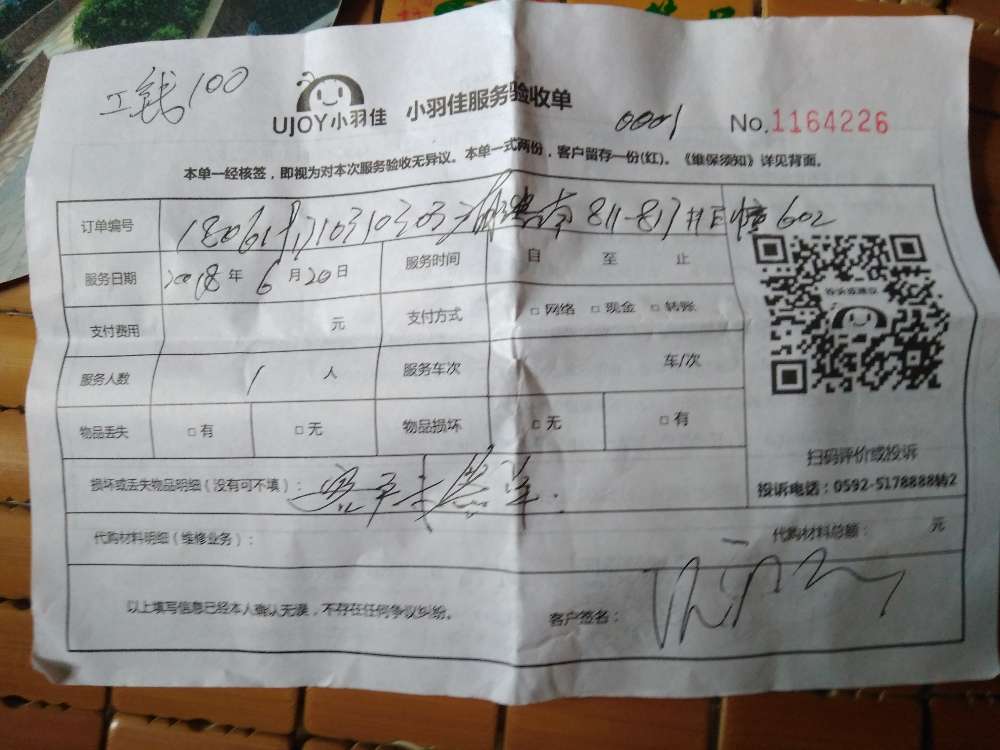 工钱100
UJOY小羽佳 小羽佳服务验收单
0001 No.1164226
本单一经核签，即视为对本次服务验收无异议。本单一式两份，客户留存一份(红)。《维保须知》详见背面。
订单编号 811-817 602
服务日期 2018年6月20日 服务时间 自 至 止
支付费用 元 支付方式 □ 网络 □ 现金 □ 转账
服务人数 1 人 服务车次 车/次
物品丢失 □ 有 □ 无 物品损坏 □ 无 □ 有
扫码评价或投诉
损坏或丢失物品明细（没有可不填）：
投诉电话：0592-5178888转2
代购材料明细（维修业务）： 代购材料总额： 元
以上填写信息已经本人确认无误，不存在任何争议纠纷。 客户签名：